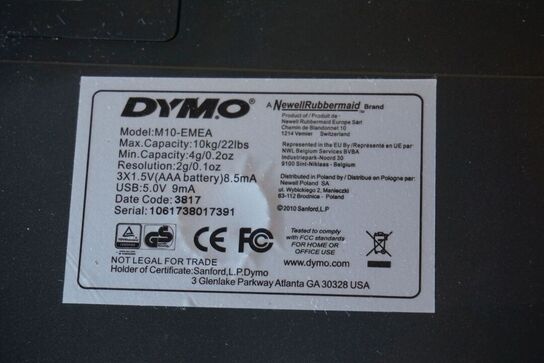 DYMO®
A NewellRubbermaid Brand
Model:M10-EMEA
Max.Capacity:10kg/22lbs
Min.Capacity:4g/0.2oz
Resolution:2g/0.1oz
3X1.5V(AAA battery)8.5mA
USB:5.0V 9mA
Date Code: 3817
Serial: 1061738017391
Product of / Produit de:
Newell Rubbermaid Europe Sàrl
Chemin de Blandonnet 10
1214 Vernier Switzerland
Represented in the EU By / Représenté en UE Par:
NWL Belgium Services BVBA
Industriepark-Noord 30
9100 Sint-Niklaas - Belgium
Distributed in Poland by / Distribué en Pologne par:
Newell Poland SA
ul. Wybickiego 2, Manieczki
63-112 Brodnica - Poland
©2010 Sanford,L.P
CE
FC
Tested to comply
with FCC standards
FOR HOME OR
OFFICE USE
NOT LEGAL FOR TRADE
www.dymo.com
Holder of Certificate:Sanford,L.P.Dymo
3 Glenlake Parkway Atlanta GA 30328 USA